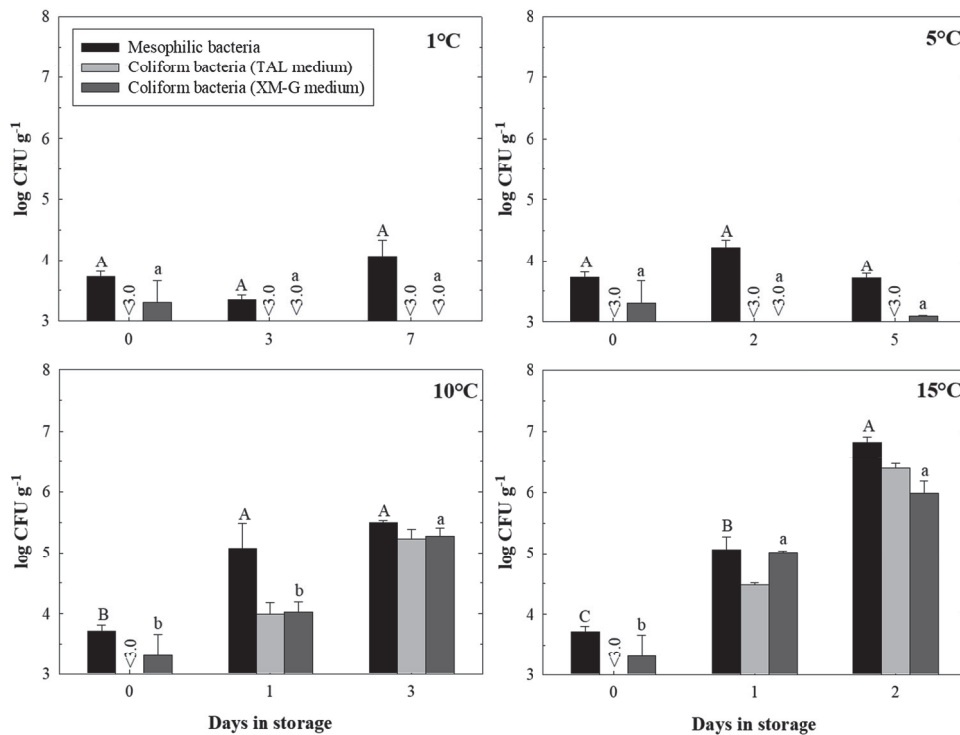 1°C
Mesophilic bacteria
Coliform bacteria (TAL medium)
Coliform bacteria (XM-G medium)
log CFU g-1
8
7
6
5
4
3
A
<3.0
a
A
<3.0
<3.0
a
A
<3.0
<3.0
a
0 3 7
5°C
log CFU g-1
8
7
6
5
4
3
A
<3.0
a
A
<3.0
<3.0
a
A
<3.0
a
0 2 5
10°C
log CFU g-1
8
7
6
5
4
3
B
<3.0
b
A
b
A
a
0 1 3
Days in storage
15°C
log CFU g-1
8
7
6
5
4
3
C
<3.0
b
B
a
A
a
0 1 2
Days in storage